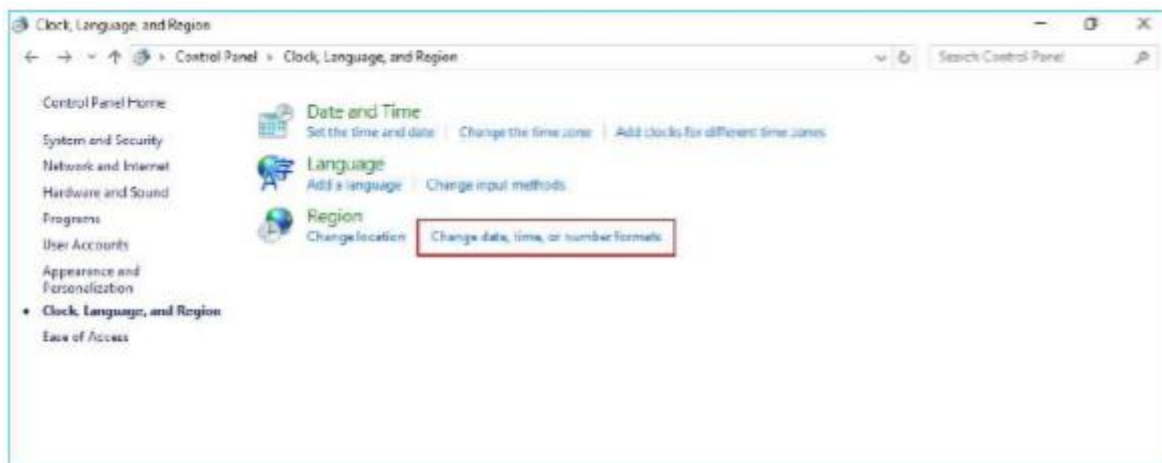 Clock, Language, and Region
Control Panel > Clock, Language, and Region
Search Control Panel
Control Panel Home
System and Security
Network and Internet
Hardware and Sound
Programs
User Accounts
Appearance and
Personalization
Clock, Language, and Region
Ease of Access
Date and Time
Set the time and date Change the time zone Add clocks for different time zones
Language
Add a language Change input methods
Region
Change location Change date, time, or number formats